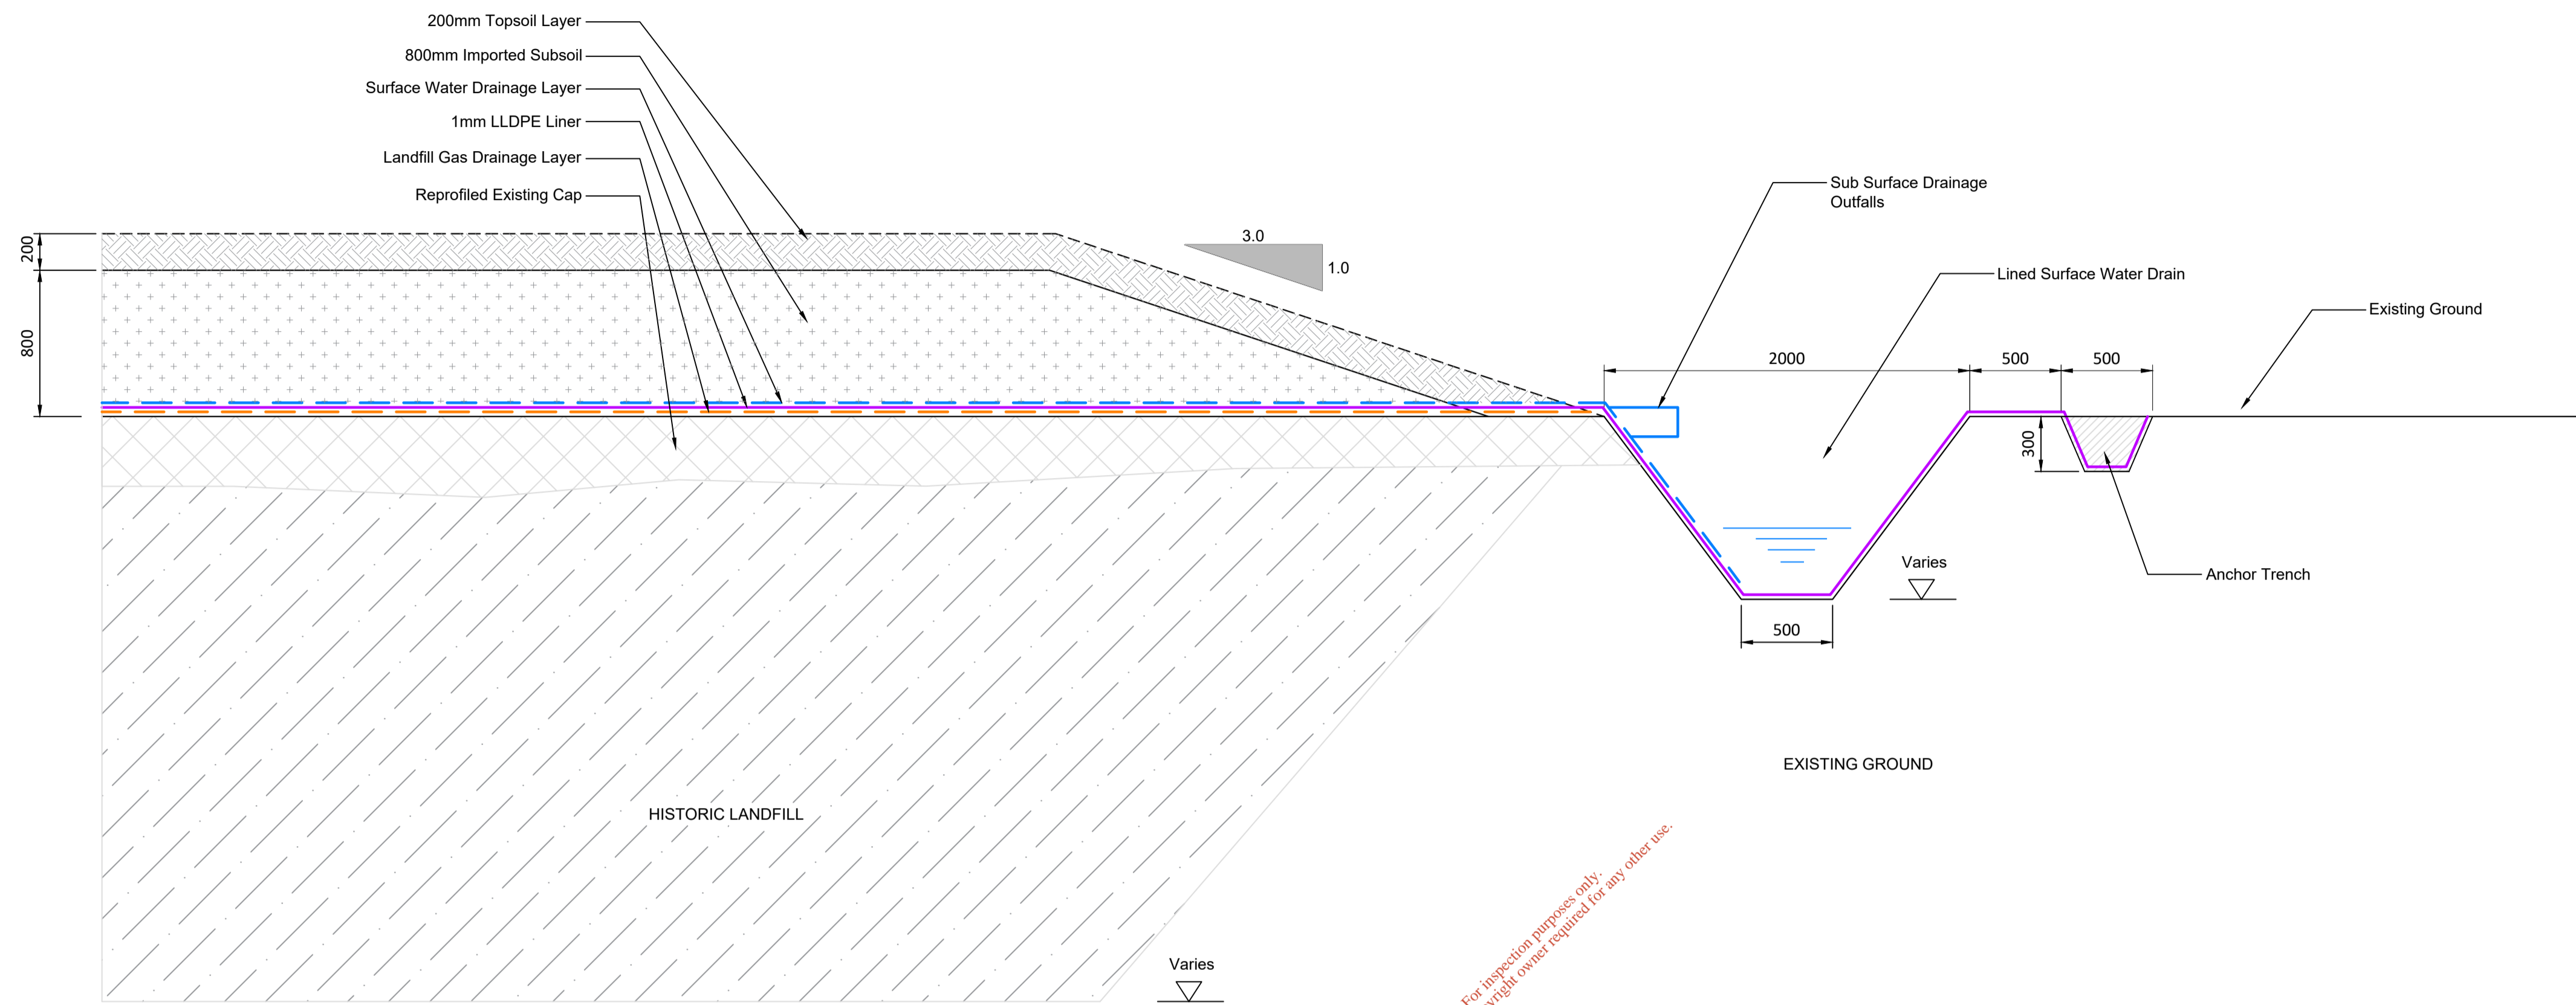 200mm Topsoil Layer
800mm Imported Subsoil
Surface Water Drainage Layer
1mm LLDPE Liner
Landfill Gas Drainage Layer
Reprofiled Existing Cap
Sub Surface Drainage
Outfalls
Lined Surface Water Drain
Existing Ground
3.0
1.0
200
800
2000
500
500
300
Varies
Anchor Trench
500
EXISTING GROUND
HISTORIC LANDFILL
Varies
For inspection purposes only.
owner required for any other use.